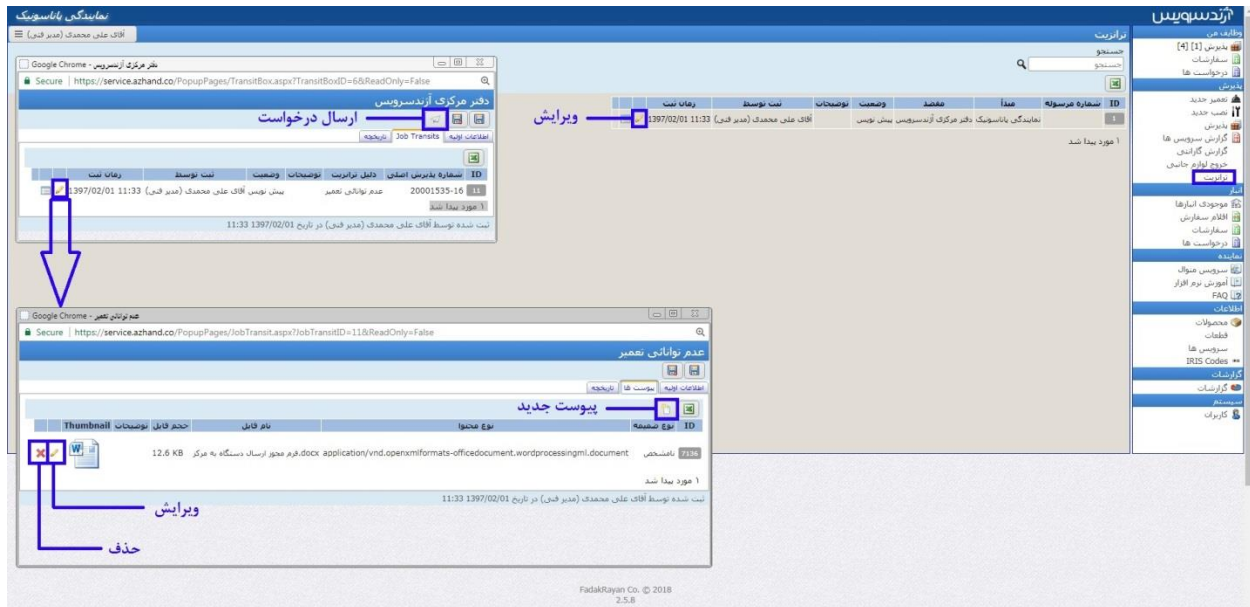 آژندسرویس
نمایندگی پاناسونیک
وظایف من
پذیرش [1] [4]
سفارشات
درخواست ها
پذیرش
تعمیر جدید
نصب جدید
پذیرش
گزارش سرویس ها
گزارش گارانتی
خروج لوازم جانبی
ترانزیت
انبار
موجودی انبارها
اقلام سفارش
سفارشات
درخواست ها
نماینده
سرویس منوال
آموزش نرم افزار
FAQ
اطلاعات
محصولات
قطعات
سرویس ها
IRIS Codes
گزارشات
گزارشات
سیستم
کاربران
ترانزیت
آقای علی محمدی (مدیر فنی)
جستجو
جستجو
ID شماره مرسوله مبدأ مقصد وضعیت توضیحات ثبت توسط زمان ثبت
1 نمایندگی پاناسونیک دفتر مرکزی آژندسرویس پیش نویس آقای علی محمدی (مدیر فنی) 1397/02/01 11:33
ویرایش
1 مورد پیدا شد
دفتر مرکزی آژندسرویس - Google Chrome
Secure | https://service.azhand.co/PopupPages/TransitBox.aspx?TransitBoxID=6&ReadOnly=False
دفتر مرکزی آژندسرویس
ارسال درخواست
اطلاعات اولیه Job Transits تاریخچه
ID شماره پذیرش اصلی دلیل ترانزیت توضیحات وضعیت ثبت توسط زمان ثبت
11 20001535-16 عدم توانائی تعمیر پیش نویس آقای علی محمدی (مدیر فنی) 1397/02/01 11:33
1 مورد پیدا شد
ثبت شده توسط آقای علی محمدی (مدیر فنی) در تاریخ 1397/02/01 11:33
عدم توانائی تعمیر - Google Chrome
Secure | https://service.azhand.co/PopupPages/JobTransit.aspx?JobTransitID=11&ReadOnly=False
عدم توانائی تعمیر
اطلاعات اولیه پیوست ها تاریخچه
پیوست جدید
ID نوع ضمیمه نوع محتوا نام فایل حجم فایل توضیحات Thumbnail
7136 نامشخص application/vnd.openxmlformats-officedocument.wordprocessingml.document فرم مجوز ارسال دستگاه به مرکز.docx 12.6 KB
1 مورد پیدا شد
ثبت شده توسط آقای علی محمدی (مدیر فنی) در تاریخ 1397/02/01 11:33
ویرایش
حذف
FadakRayan Co. © 2018
2.5.8